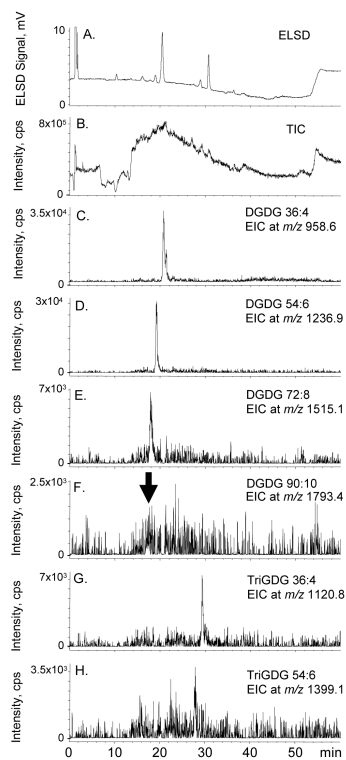 10
A.
ELSD
ELSD Signal, mV
0
8x10⁵
B.
TIC
Intensity, cps
0
3.5x10⁴
C.
DGDG 36:4
EIC at m/z 958.6
Intensity, cps
0
3x10⁴
D.
DGDG 54:6
EIC at m/z 1236.9
Intensity, cps
0
7x10³
E.
DGDG 72:8
EIC at m/z 1515.1
Intensity, cps
0
2.5x10³
F.
DGDG 90:10
EIC at m/z 1793.4
Intensity, cps
0
7x10³
G.
TriGDG 36:4
EIC at m/z 1120.8
Intensity, cps
0
3.5x10³
H.
TriGDG 54:6
EIC at m/z 1399.1
Intensity, cps
0
0 10 20 30 40 50 min